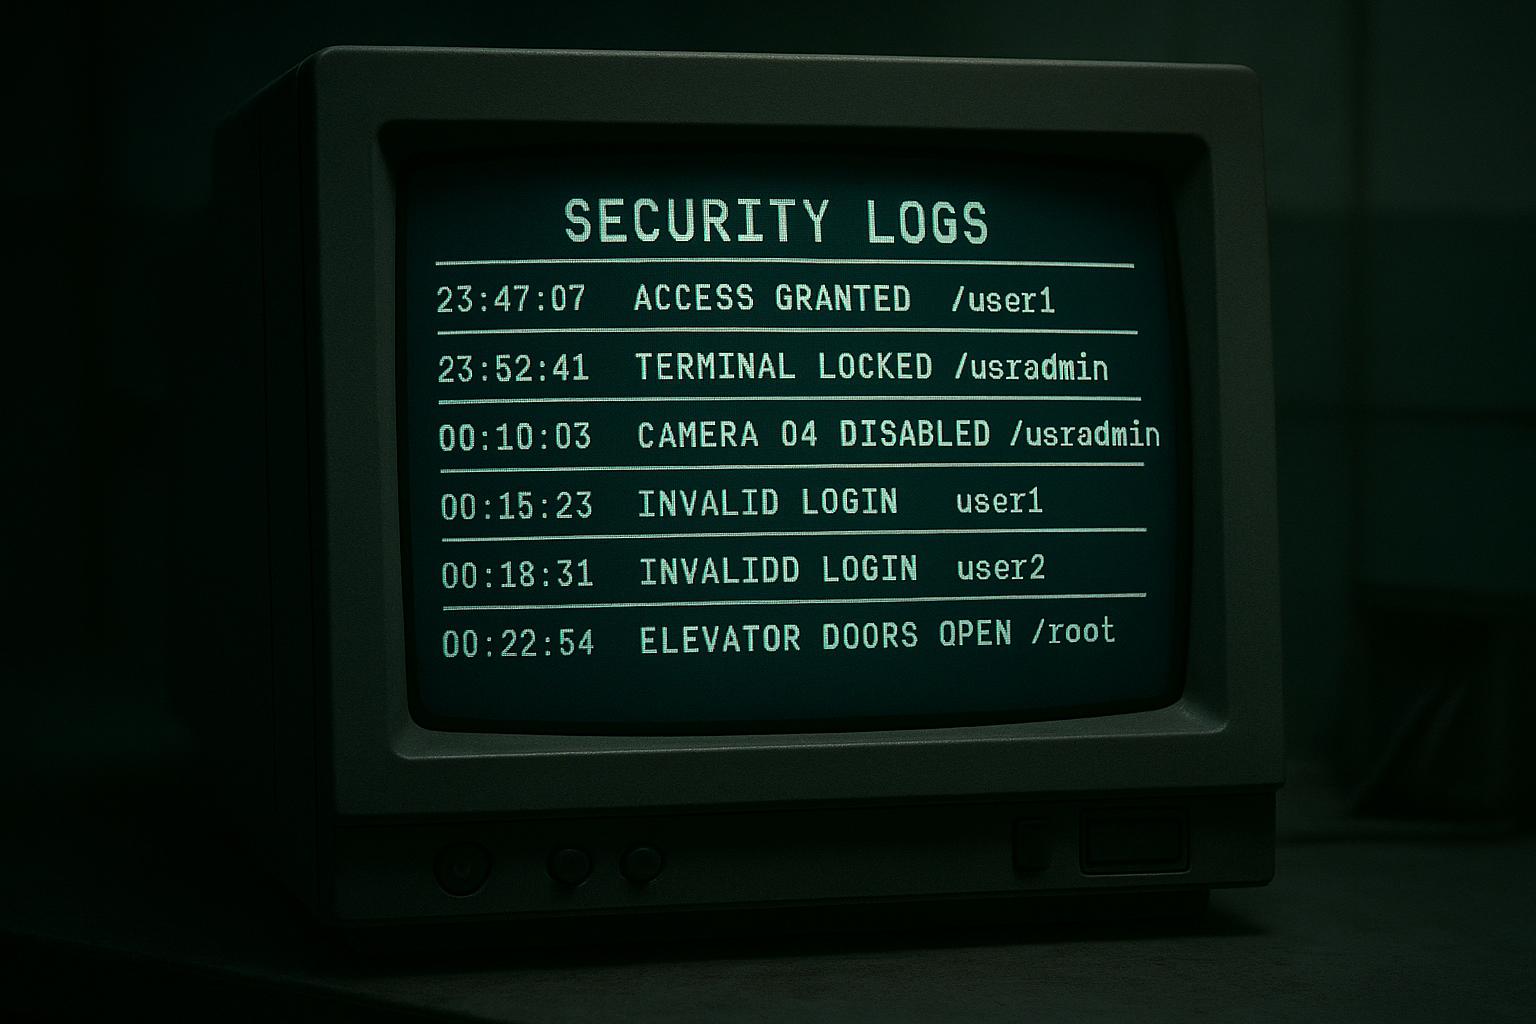 SECURITY LOGS
23:47:07 ACCESS GRANTED /user1
23:52:41 TERMINAL LOCKED /usradmin
00:10:03 CAMERA 04 DISABLED /usradmin
00:15:23 INVALID LOGIN user1
00:18:31 INVALIDD LOGIN user2
00:22:54 ELEVATOR DOORS OPEN /root